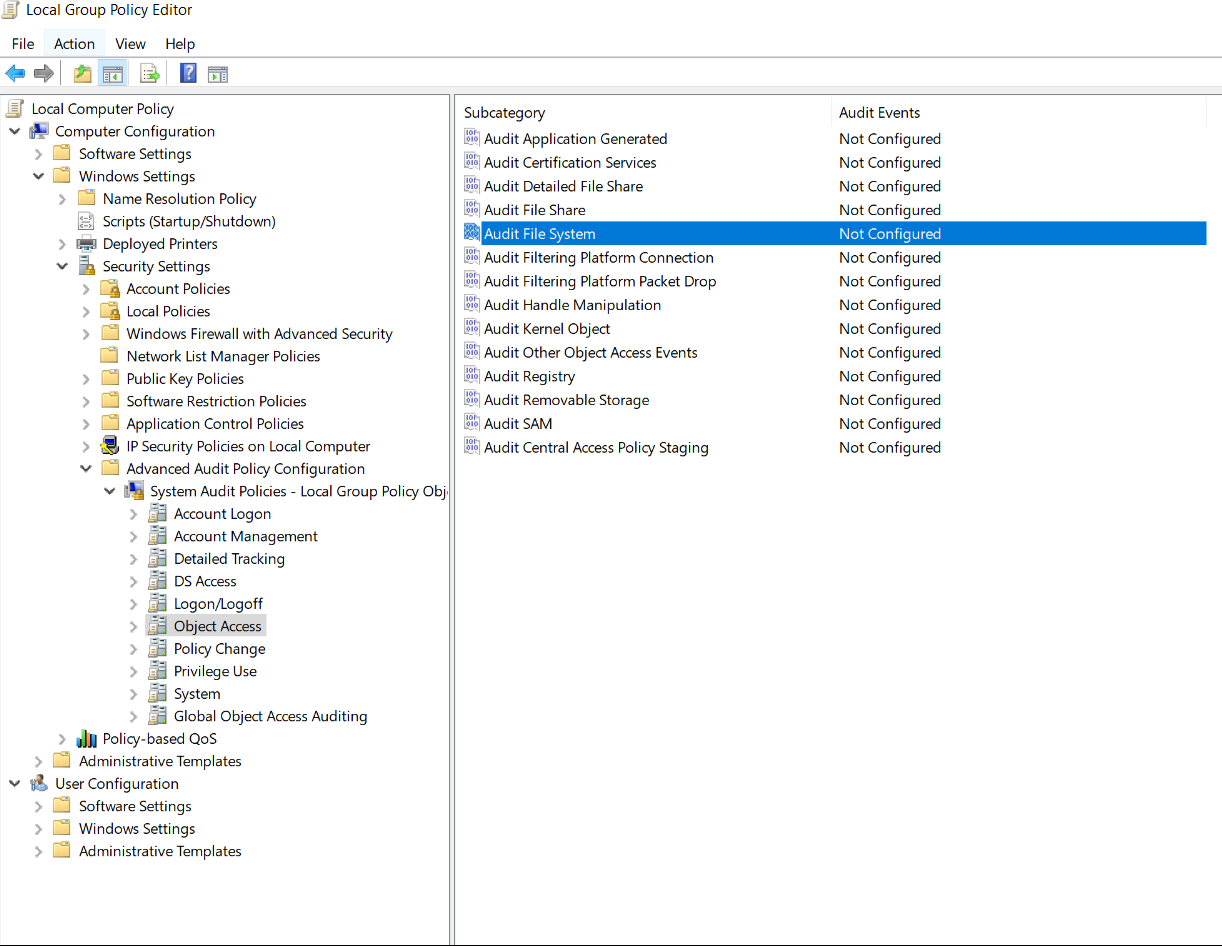 Local Group Policy Editor
File Action View Help
Local Computer Policy
Computer Configuration
Software Settings
Windows Settings
Name Resolution Policy
Scripts (Startup/Shutdown)
Deployed Printers
Security Settings
Account Policies
Local Policies
Windows Firewall with Advanced Security
Network List Manager Policies
Public Key Policies
Software Restriction Policies
Application Control Policies
IP Security Policies on Local Computer
Advanced Audit Policy Configuration
System Audit Policies - Local Group Policy Obj
Account Logon
Account Management
Detailed Tracking
DS Access
Logon/Logoff
Object Access
Policy Change
Privilege Use
System
Global Object Access Auditing
Policy-based QoS
Administrative Templates
User Configuration
Software Settings
Windows Settings
Administrative Templates
Subcategory Audit Events
Audit Application Generated Not Configured
Audit Certification Services Not Configured
Audit Detailed File Share Not Configured
Audit File Share Not Configured
Audit File System Not Configured
Audit Filtering Platform Connection Not Configured
Audit Filtering Platform Packet Drop Not Configured
Audit Handle Manipulation Not Configured
Audit Kernel Object Not Configured
Audit Other Object Access Events Not Configured
Audit Registry Not Configured
Audit Removable Storage Not Configured
Audit SAM Not Configured
Audit Central Access Policy Staging Not Configured